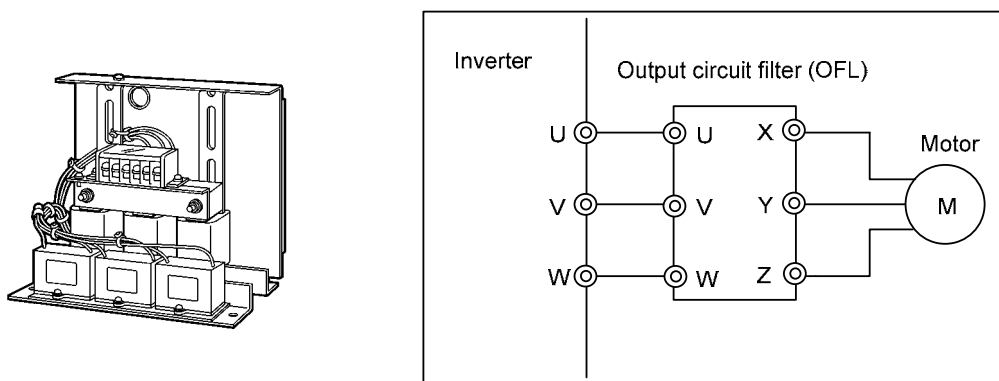 Inverter
Output circuit filter (OFL)
U U X
Motor
V V Y M
W W Z